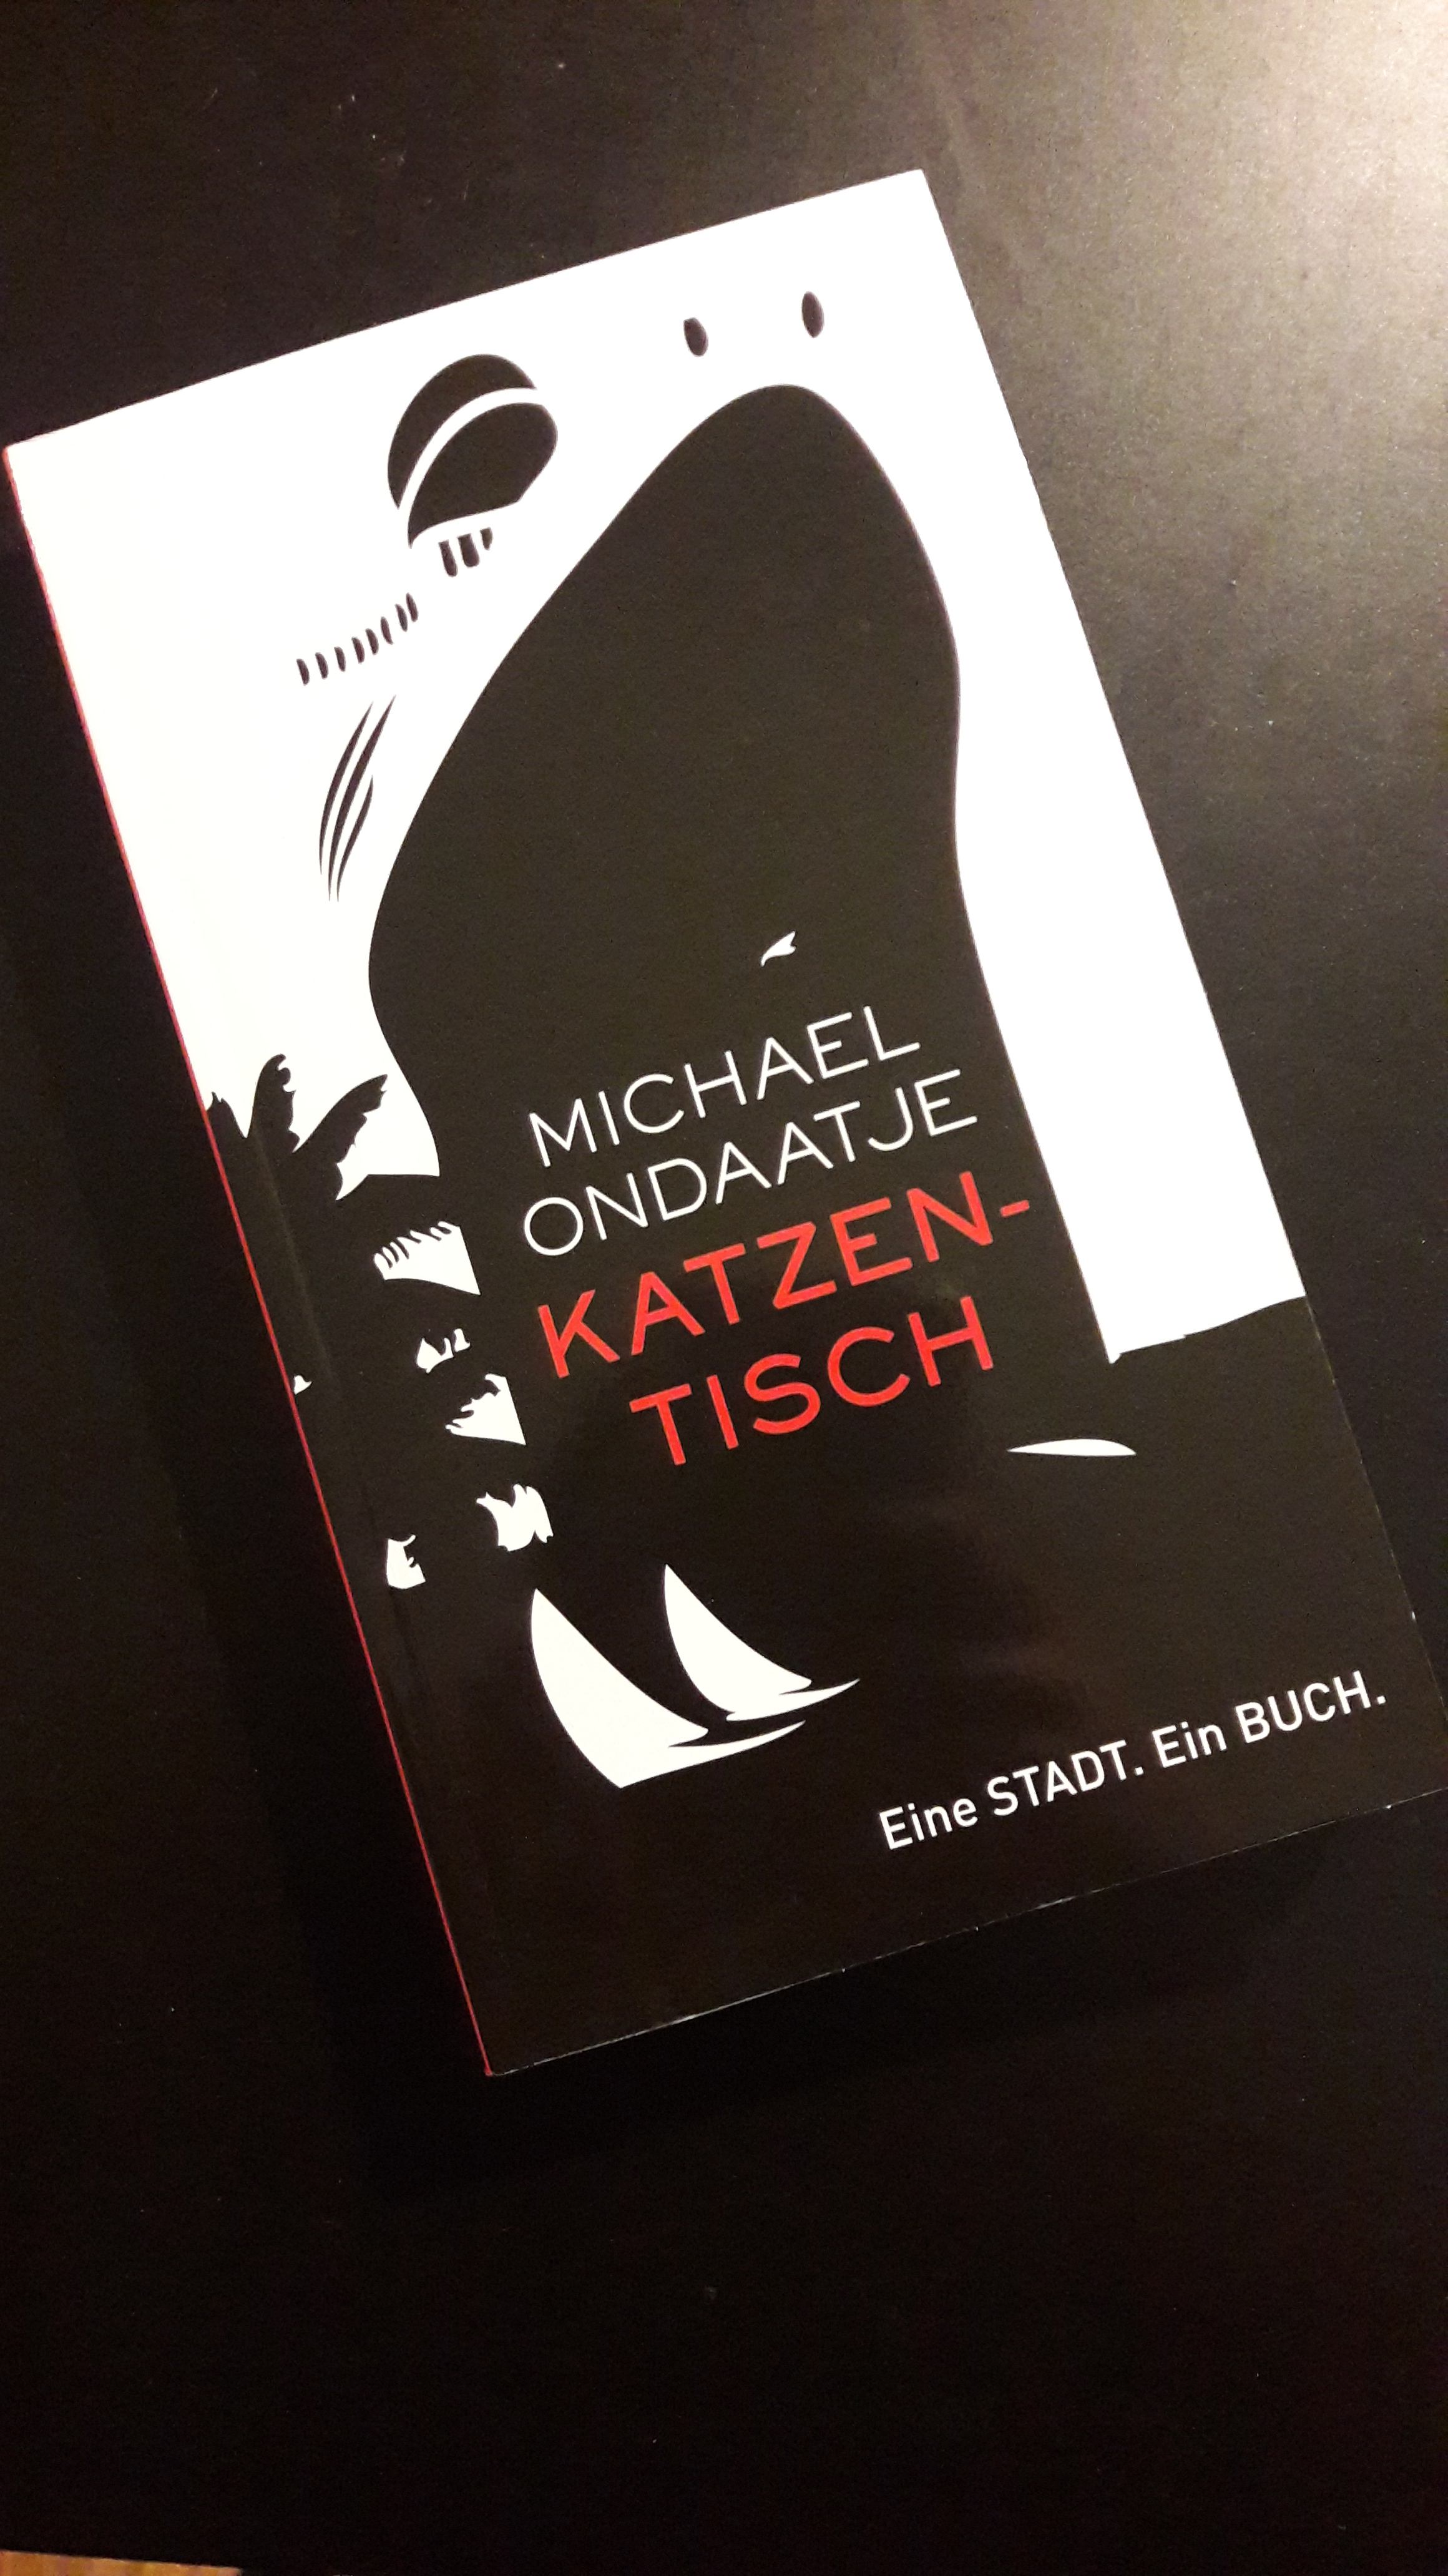 MICHAEL
ONDAATJE
KATZEN-
TISCH
Eine STADT. Ein BUCH.